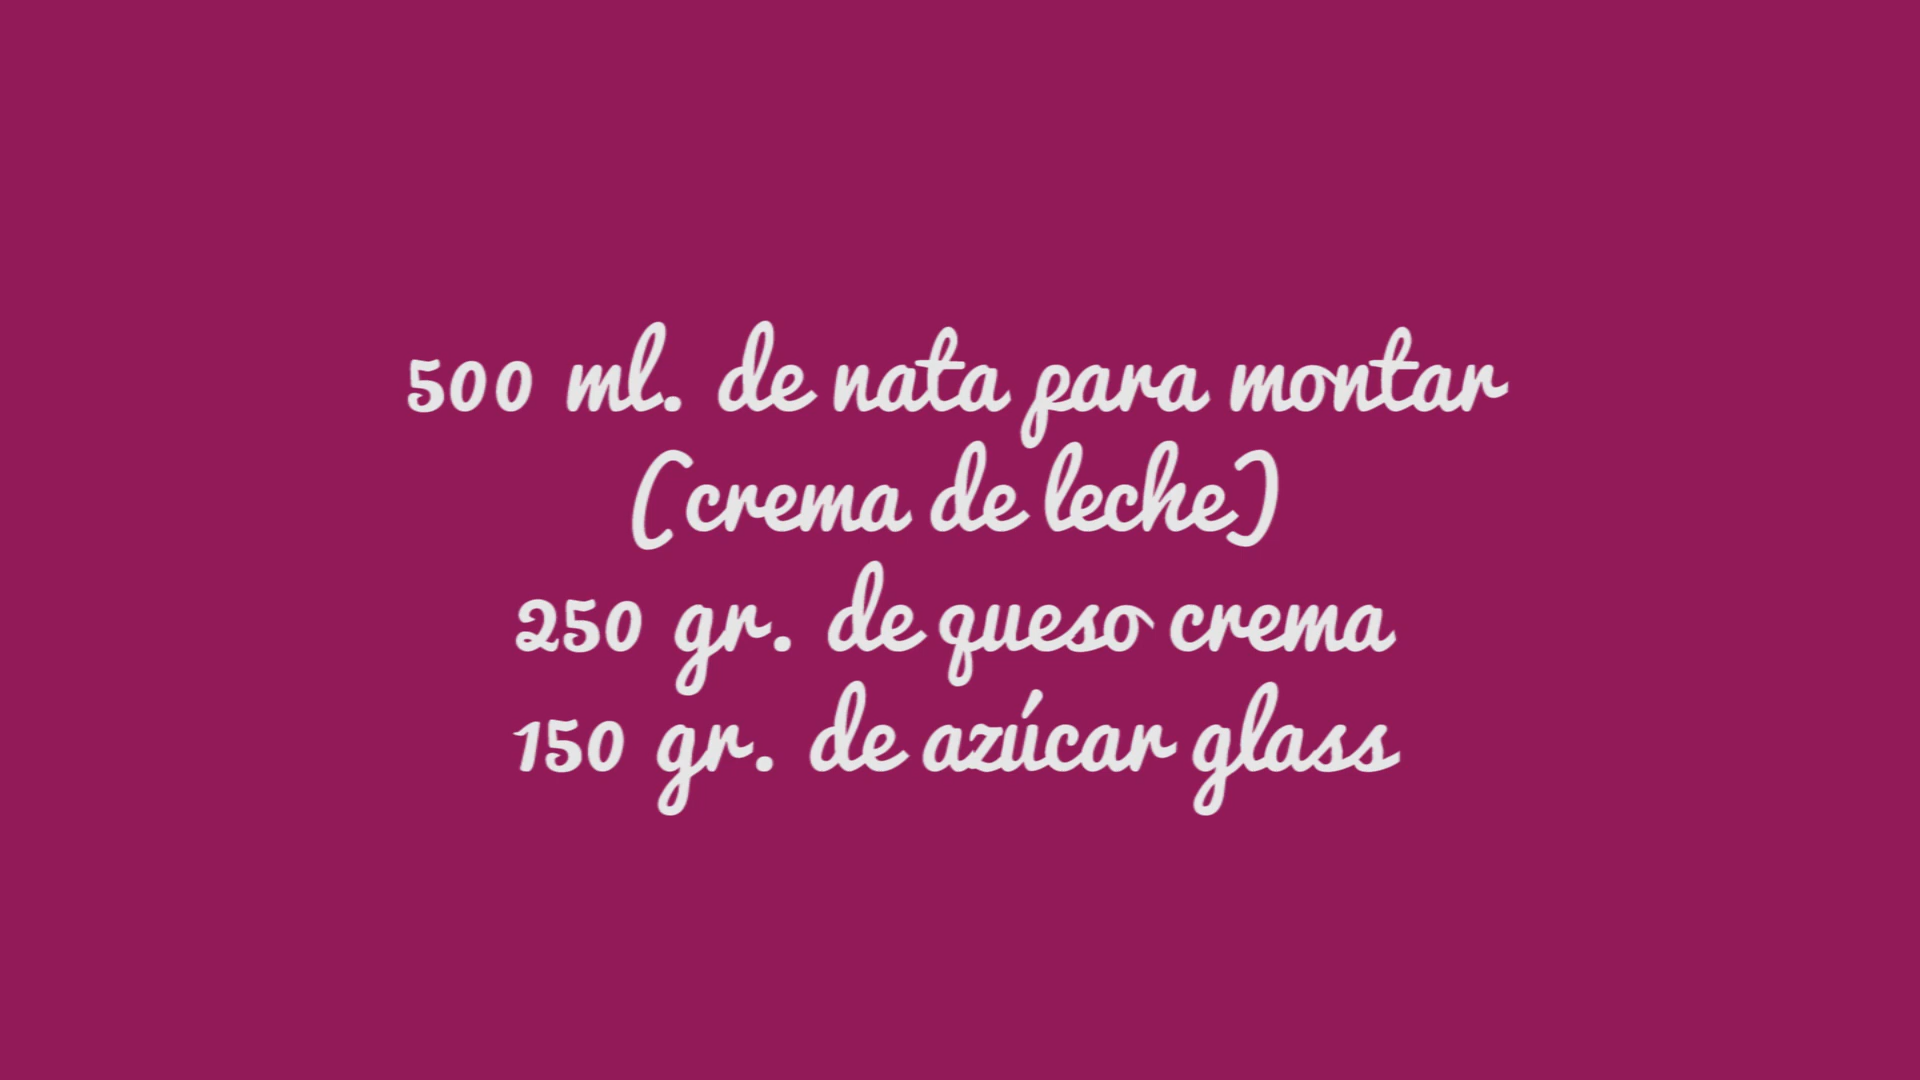 500 ml. de nata para montar
(crema de leche)
250 gr. de queso crema
150 gr. de azúcar glass